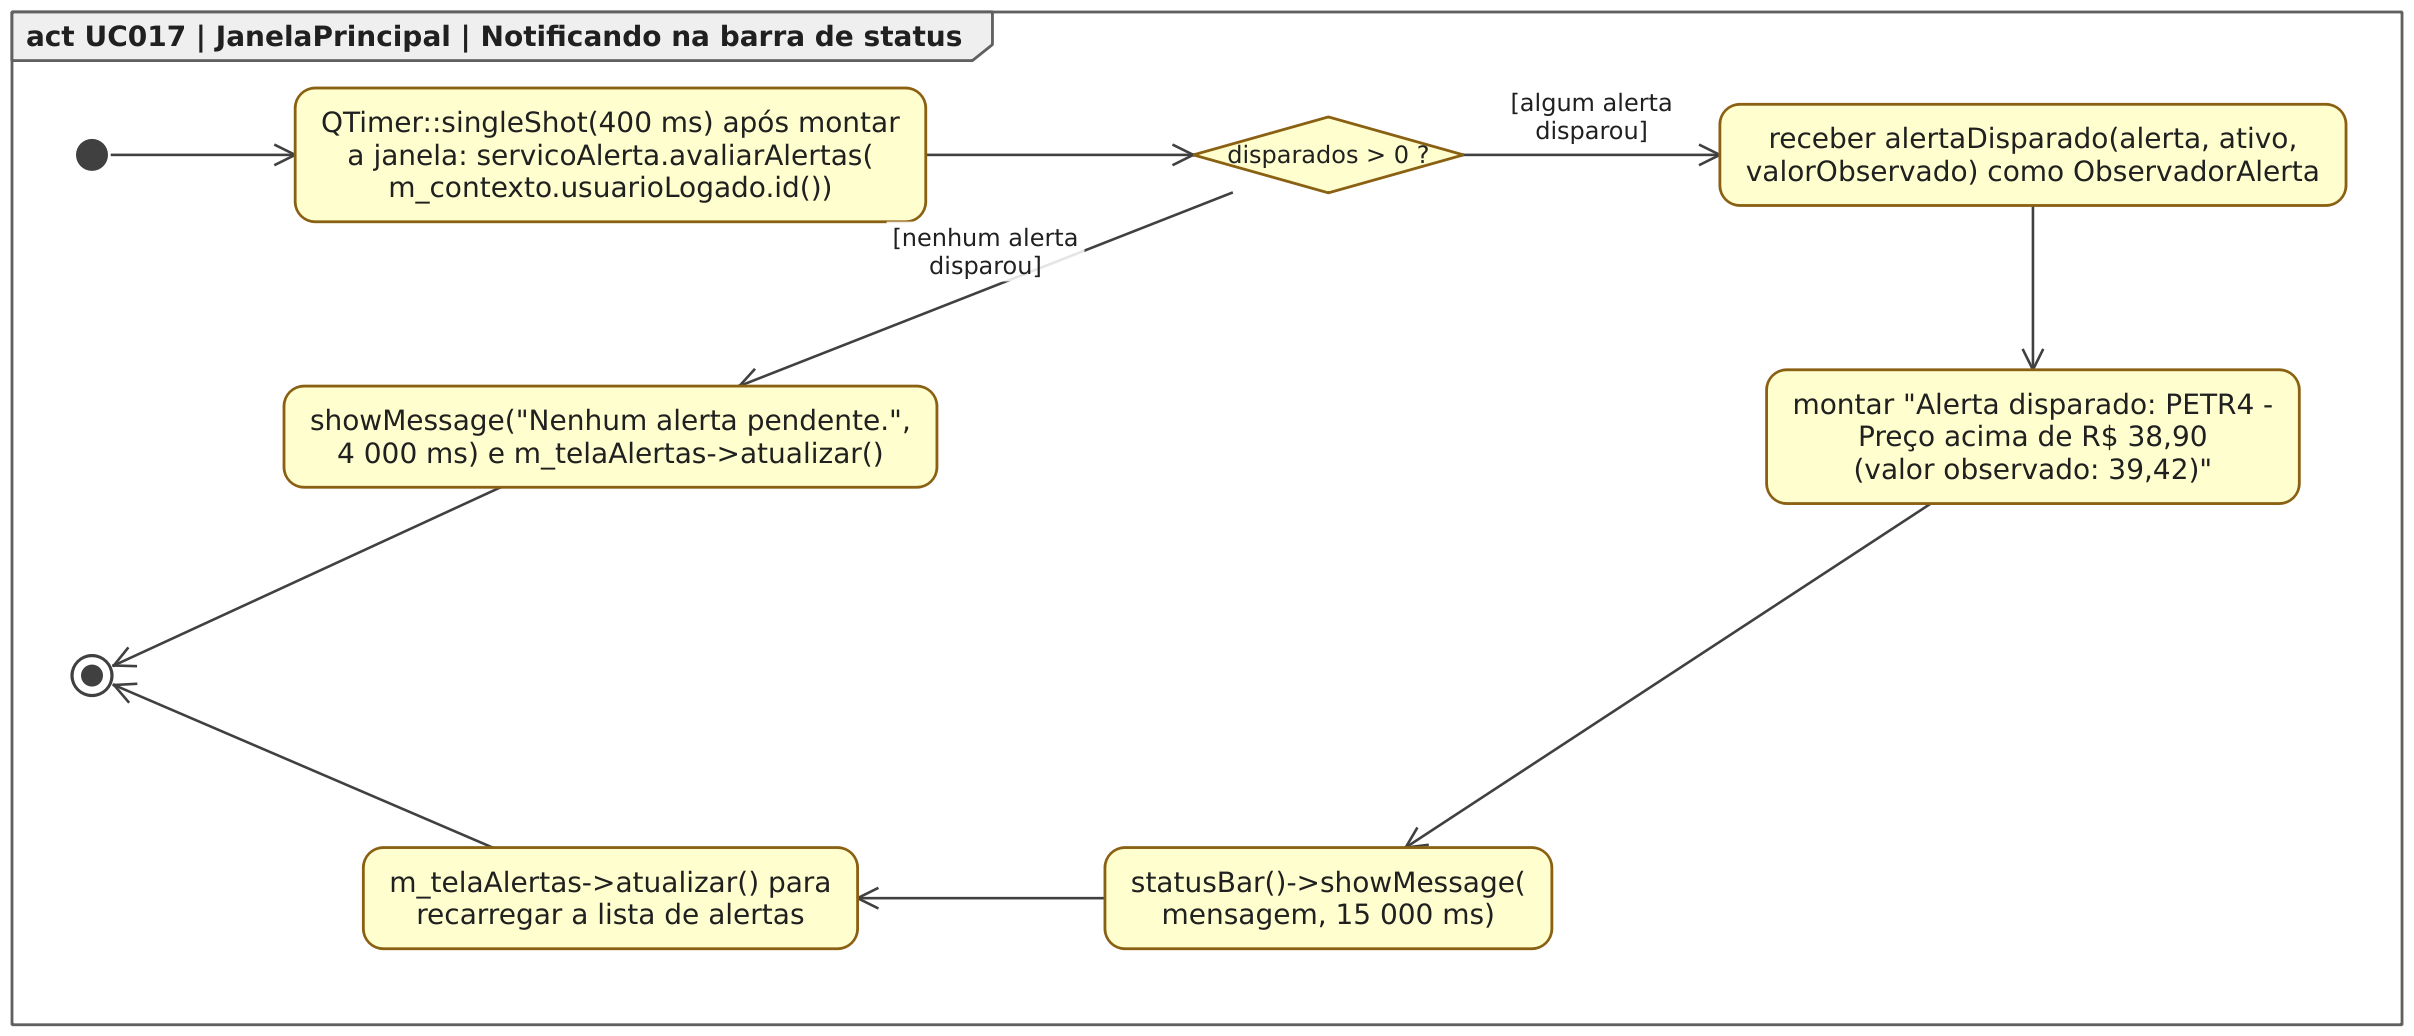 act UC017 | JanelaPrincipal | Notificando na barra de status
QTimer::singleShot(400 ms) após montar
a janela: servicoAlerta.avaliarAlertas(
m_contexto.usuarioLogado.id())
disparados > 0 ?
[algum alerta
disparou]
receber alertaDisparado(alerta, ativo,
valorObservado) como ObservadorAlerta
[nenhum alerta
disparou]
showMessage("Nenhum alerta pendente.",
4 000 ms) e m_telaAlertas->atualizar()
montar "Alerta disparado: PETR4 -
Preço acima de R$ 38,90
(valor observado: 39,42)"
m_telaAlertas->atualizar() para
recarregar a lista de alertas
statusBar()->showMessage(
mensagem, 15 000 ms)